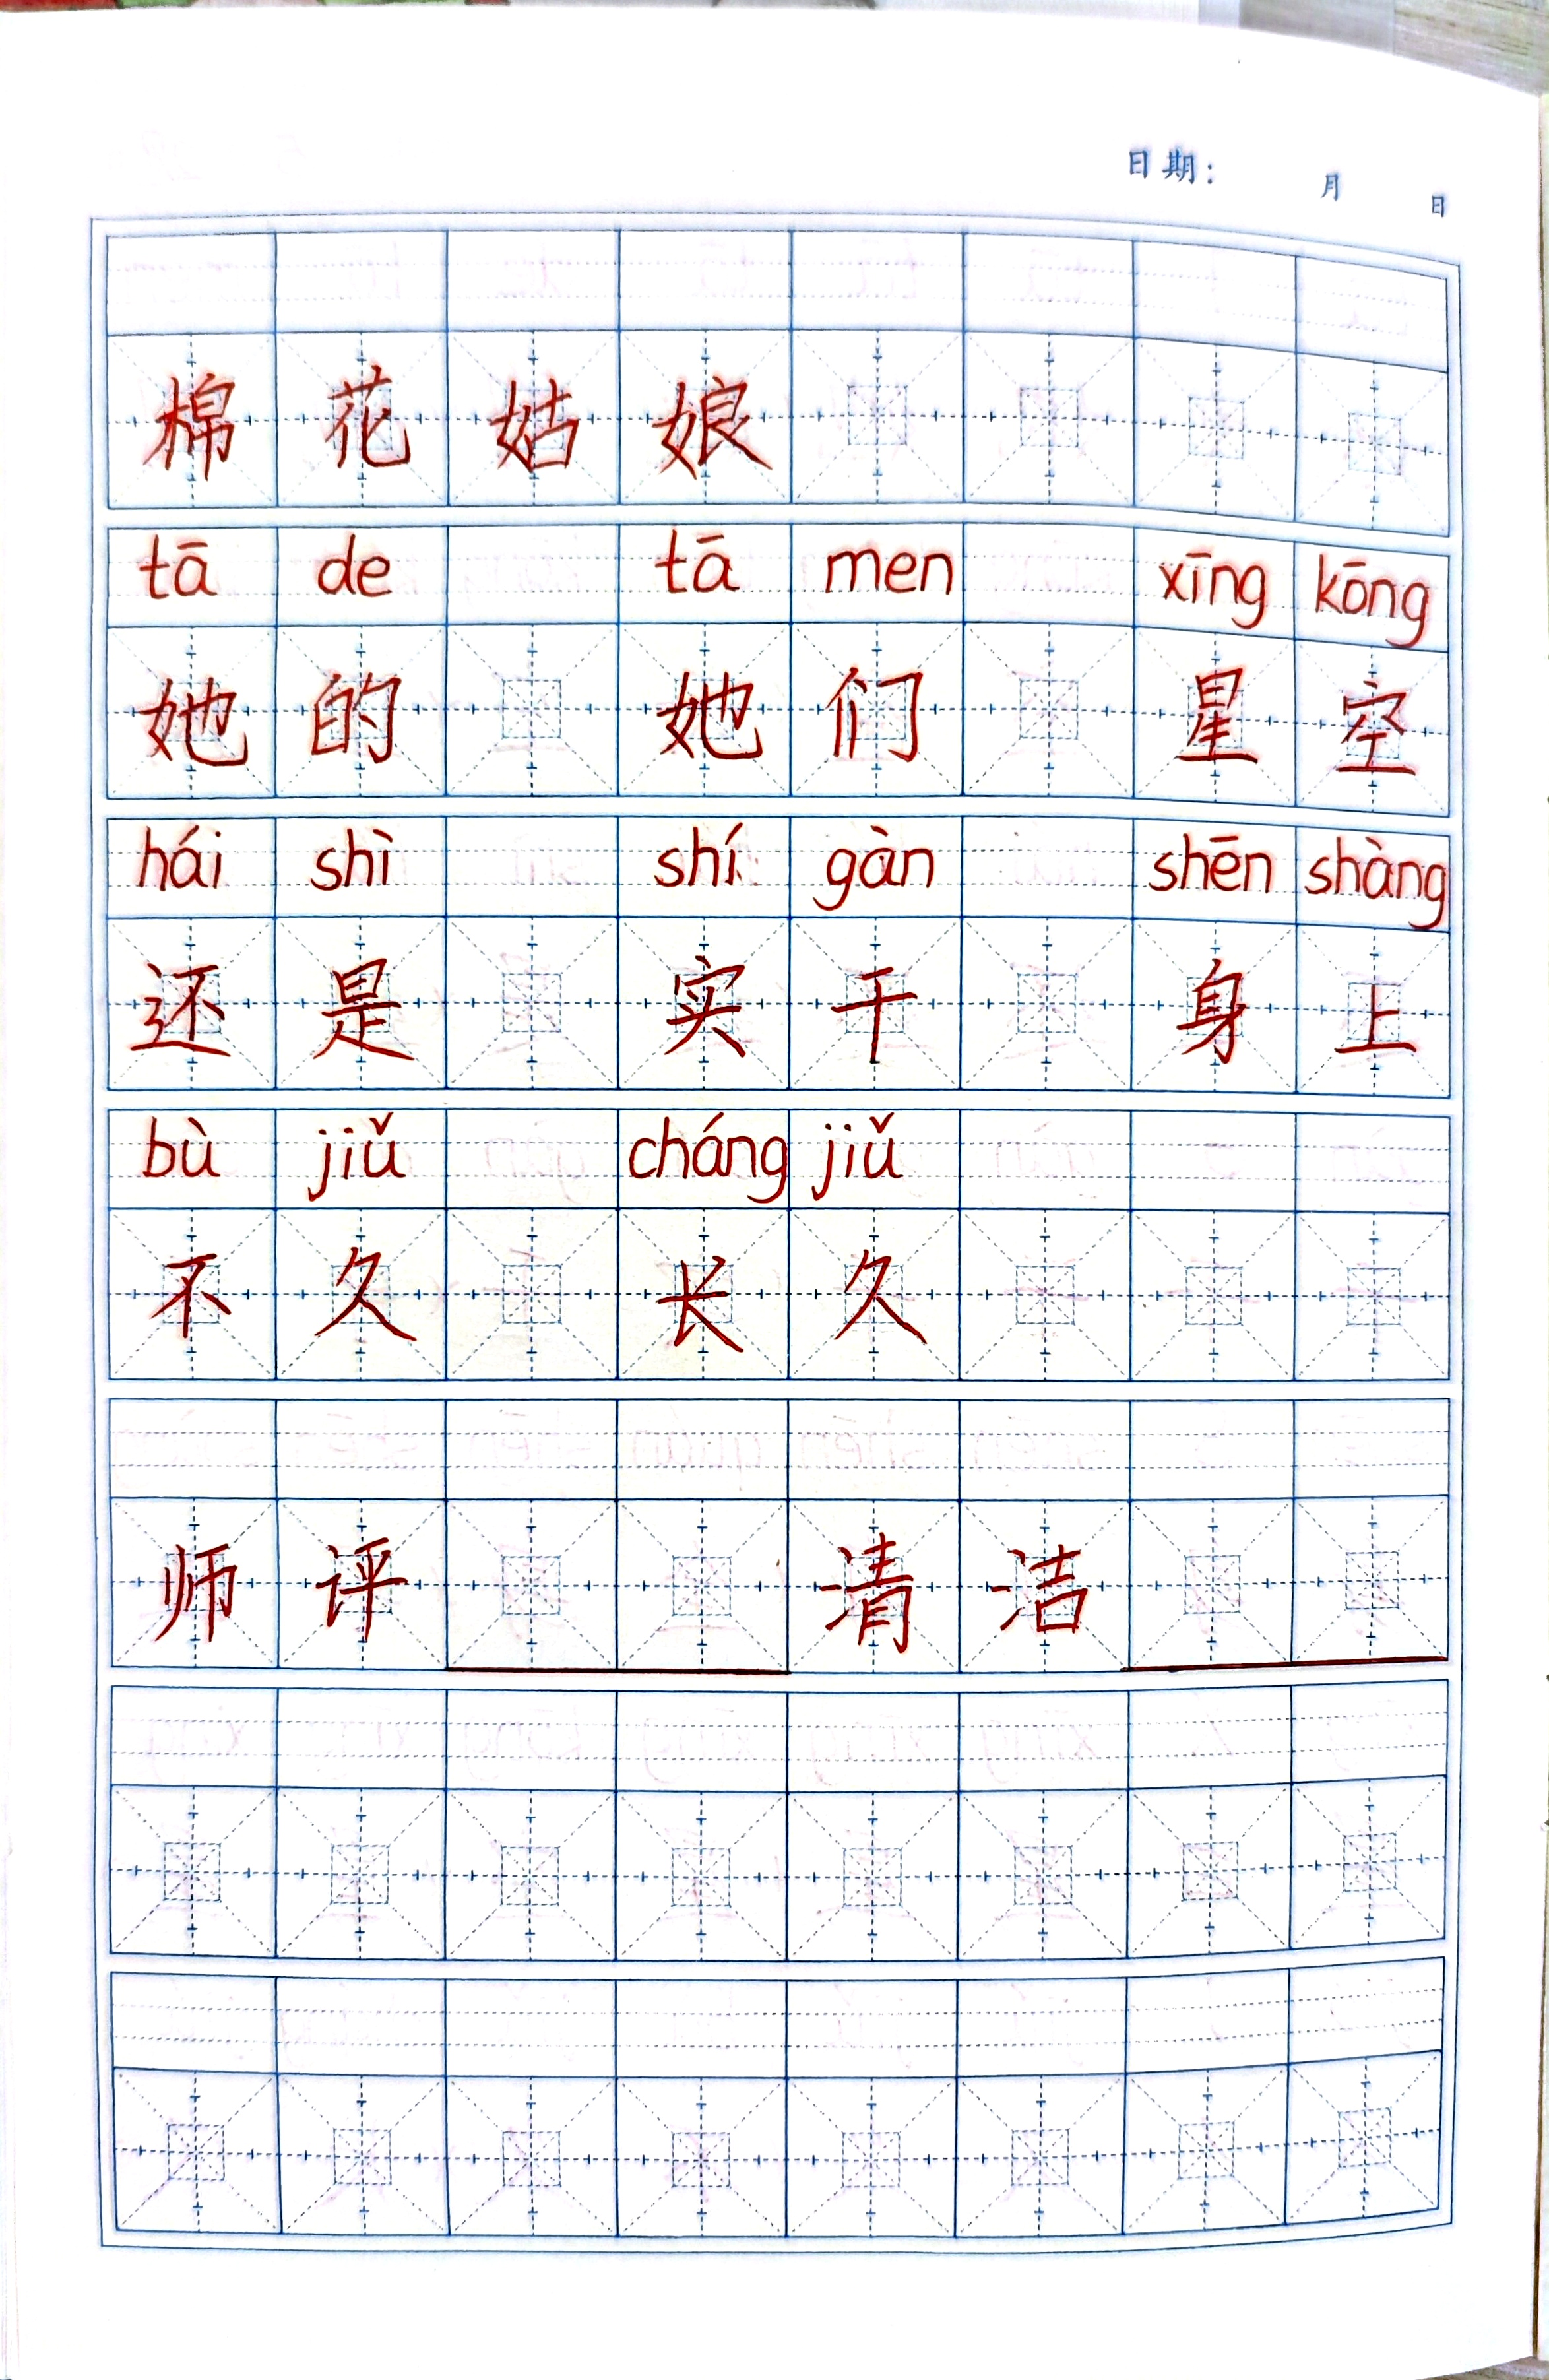 日期： 月 日
棉花姑娘
tā de tā men xīng kōng
她的 她们 星空
hái shì shí gàn shēn shàng
还是 实干 身上
bù jiǔ cháng jiǔ
不久 长久
师评 清洁